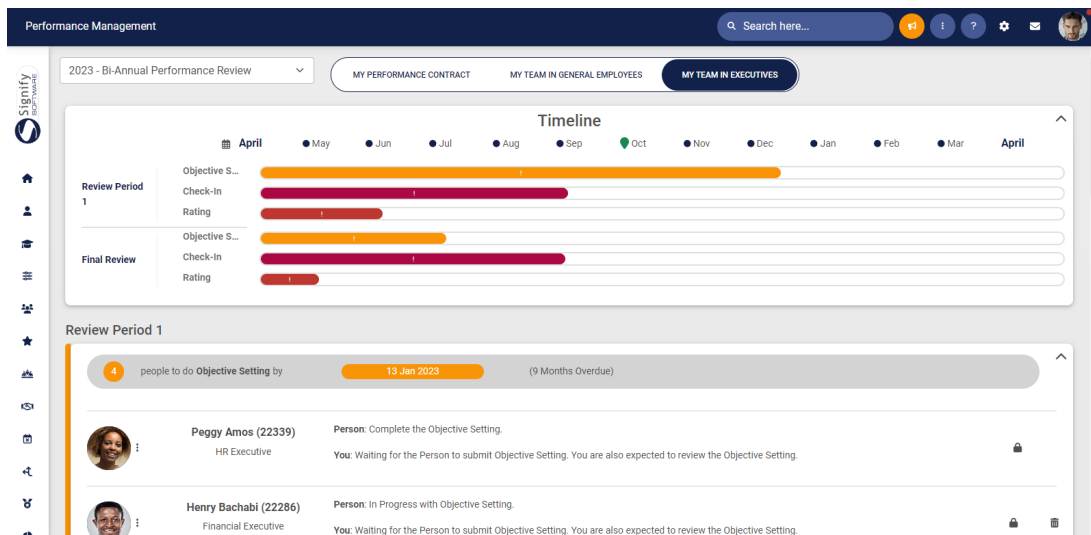 Performance Management
Search here...
?
Signify
SOFTWARE
2023 - Bi-Annual Performance Review
MY PERFORMANCE CONTRACT
MY TEAM IN GENERAL EMPLOYEES
MY TEAM IN EXECUTIVES
Timeline
April May Jun Jul Aug Sep Oct Nov Dec Jan Feb Mar April
Review Period
1
Objective S...
!
Check-In
!
Rating
!
Final Review
Objective S...
!
Check-In
!
Rating
!
Review Period 1
4 people to do Objective Setting by 13 Jan 2023 (9 Months Overdue)
Peggy Amos (22339)
HR Executive
Person: Complete the Objective Setting.
You: Waiting for the Person to submit Objective Setting. You are also expected to review the Objective Setting.
Henry Bachabi (22286)
Financial Executive
Person: In Progress with Objective Setting.
You: Waiting for the Person to submit Objective Setting. You are also expected to review the Objective Setting.